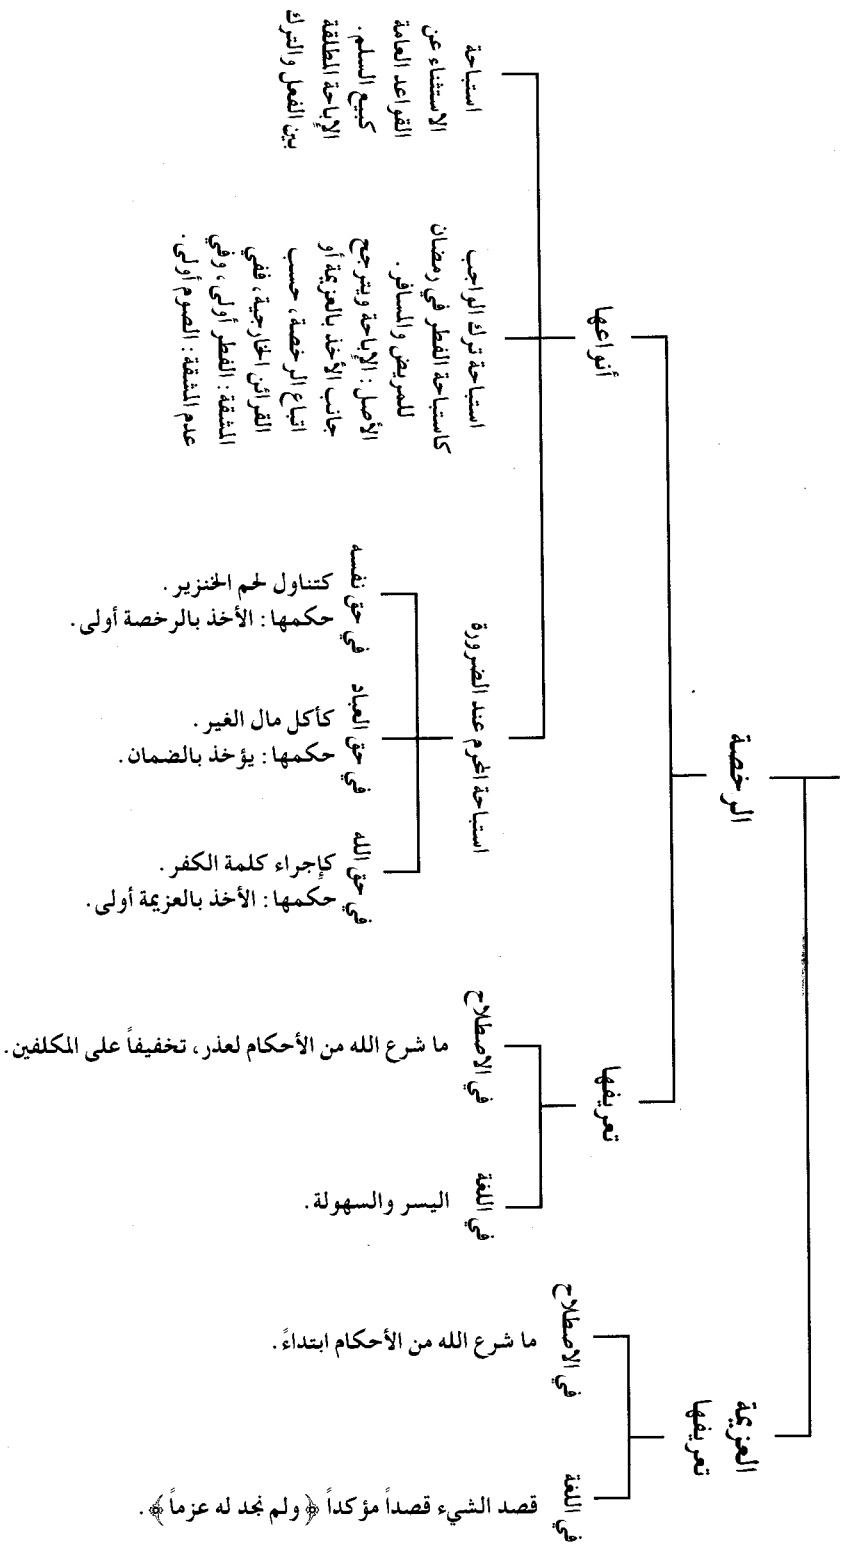 العزيمة
تعريفها
في اللغة
قصد الشيء قصداً مؤكداً ﴿ولم نجد له عزماً﴾.
في الاصطلاح
ما شرع الله من الأحكام ابتداءً.
الرخصة
تعريفها
في اللغة
اليسر والسهولة.
في الاصطلاح
ما شرع الله من الأحكام لعذر، تخفيفاً على المكلفين.
أنواعها
استباحة المحرم عند الضرورة
في حق الله
كإجراء كلمة الكفر.
حكمها: الأخذ بالعزيمة أولى.
في حق العباد
كأكل مال الغير.
حكمها: يؤخذ بالضمان.
في حق نفسه
كتناول لحم الخنزير.
حكمها: الأخذ بالرخصة أولى.
استباحة ترك الواجب
كاستباحة الفطر في رمضان
للمريض والمسافر.
الأصل: الإباحة ويترجح
جانب الأخذ بالعزيمة أو
اتباع الرخصة، حسب
القرائن الخارجية، ففي
المشقة: الفطر أولى، وفي
عدم المشقة: الصوم أولى.
استباحة
الاستثناء عن
القواعد العامة
كبيع السلم.
الإباحة المطلقة
بين الفعل والترك